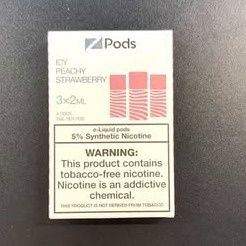 Z Pods
ICY
PEACHY
STRAWBERRY
3×2ML
e-Liquid pods
5% Synthetic Nicotine
WARNING:
This product contains
tobacco-free nicotine.
Nicotine is an addictive
chemical.
THIS PRODUCT IS NOT DERIVED FROM TOBACCO